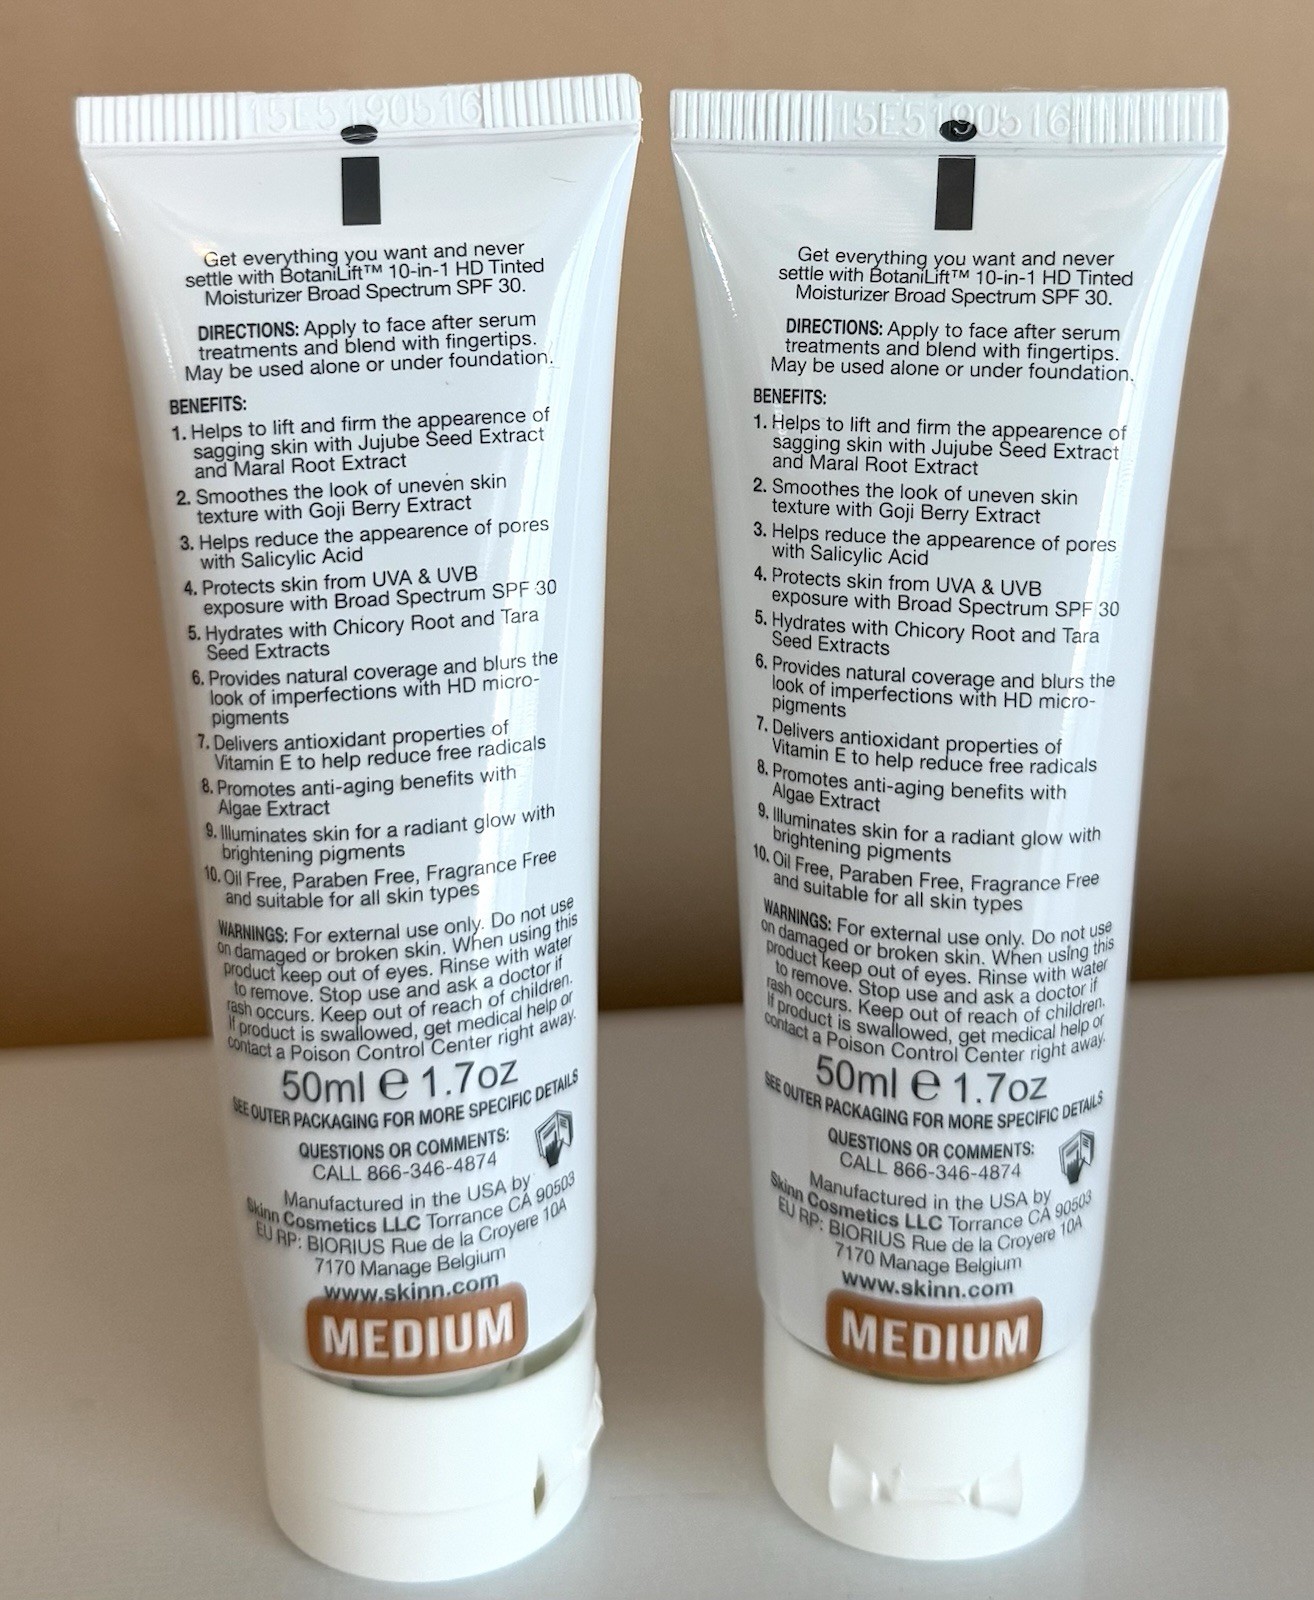 15E5190516
Get everything you want and never
settle with BotaniLift™ 10-in-1 HD Tinted
Moisturizer Broad Spectrum SPF 30.
DIRECTIONS: Apply to face after serum
treatments and blend with fingertips.
May be used alone or under foundation.
BENEFITS:
1. Helps to lift and firm the appearence of
sagging skin with Jujube Seed Extract
and Maral Root Extract
2. Smoothes the look of uneven skin
texture with Goji Berry Extract
3. Helps reduce the appearence of pores
with Salicylic Acid
4. Protects skin from UVA & UVB
exposure with Broad Spectrum SPF 30
5. Hydrates with Chicory Root and Tara
Seed Extracts
6. Provides natural coverage and blurs the
look of imperfections with HD micro-
pigments
7. Delivers antioxidant properties of
Vitamin E to help reduce free radicals
8. Promotes anti-aging benefits with
Algae Extract
9. Illuminates skin for a radiant glow with
brightening pigments
10. Oil Free, Paraben Free, Fragrance Free
and suitable for all skin types
WARNINGS: For external use only. Do not use
on damaged or broken skin. When using this
product keep out of eyes. Rinse with water
to remove. Stop use and ask a doctor if
rash occurs. Keep out of reach of children.
If product is swallowed, get medical help or
contact a Poison Control Center right away.
50ml ℮ 1.7oz
SEE OUTER PACKAGING FOR MORE SPECIFIC DETAILS
QUESTIONS OR COMMENTS:
CALL 866-346-4874
Manufactured in the USA by
Skinn Cosmetics LLC Torrance CA 90503
EU RP: BIORIUS Rue de la Croyere 10A
7170 Manage Belgium
www.skinn.com
MEDIUM
15E5190516
Get everything you want and never
settle with BotaniLift™ 10-in-1 HD Tinted
Moisturizer Broad Spectrum SPF 30.
DIRECTIONS: Apply to face after serum
treatments and blend with fingertips.
May be used alone or under foundation.
BENEFITS:
1. Helps to lift and firm the appearence of
sagging skin with Jujube Seed Extract
and Maral Root Extract
2. Smoothes the look of uneven skin
texture with Goji Berry Extract
3. Helps reduce the appearence of pores
with Salicylic Acid
4. Protects skin from UVA & UVB
exposure with Broad Spectrum SPF 30
5. Hydrates with Chicory Root and Tara
Seed Extracts
6. Provides natural coverage and blurs the
look of imperfections with HD micro-
pigments
7. Delivers antioxidant properties of
Vitamin E to help reduce free radicals
8. Promotes anti-aging benefits with
Algae Extract
9. Illuminates skin for a radiant glow with
brightening pigments
10. Oil Free, Paraben Free, Fragrance Free
and suitable for all skin types
WARNINGS: For external use only. Do not use
on damaged or broken skin. When using this
product keep out of eyes. Rinse with water
to remove. Stop use and ask a doctor if
rash occurs. Keep out of reach of children.
If product is swallowed, get medical help or
contact a Poison Control Center right away.
50ml ℮ 1.7oz
SEE OUTER PACKAGING FOR MORE SPECIFIC DETAILS
QUESTIONS OR COMMENTS:
CALL 866-346-4874
Manufactured in the USA by
Skinn Cosmetics LLC Torrance CA 90503
EU RP: BIORIUS Rue de la Croyere 10A
7170 Manage Belgium
www.skinn.com
MEDIUM